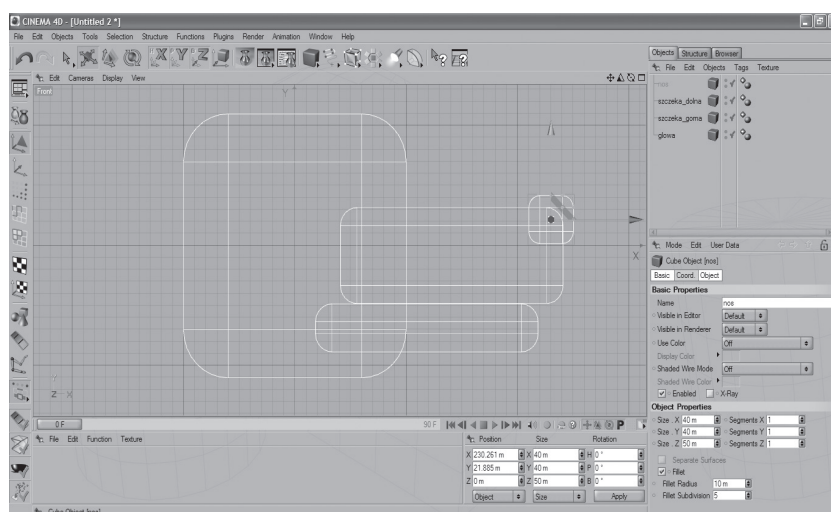 CINEMA 4D - [Untitled 2 *]
File Edit Objects Tools Selection Structure Functions Plugins Render Animation Window Help
Objects Structure Browser
File Edit Objects Tags Texture
nos
szczeka_dolna
szczeka_gorna
glowa
Edit Cameras Display View
Front
Y
X
Y
Z X
Mode Edit User Data
Cube Object [nos]
Basic Coord. Object
Basic Properties
Name nos
Visible in Editor Default
Visible in Renderer Default
Use Color Off
Display Color
Shaded Wire Mode Off
Shaded Wire Color
Enabled X-Ray
Object Properties
Size . X 40 m Segments X 1
Size . Y 40 m Segments Y 1
Size . Z 50 m Segments Z 1
Separate Surfaces
Fillet
Fillet Radius 10 m
Fillet Subdivision 5
0 F 90 F
File Edit Function Texture
Position Size Rotation
X 230.261 m X 40 m H 0 °
Y 21.885 m Y 40 m P 0 °
Z 0 m Z 50 m B 0 °
Object Size Apply
Cube Object [nos]